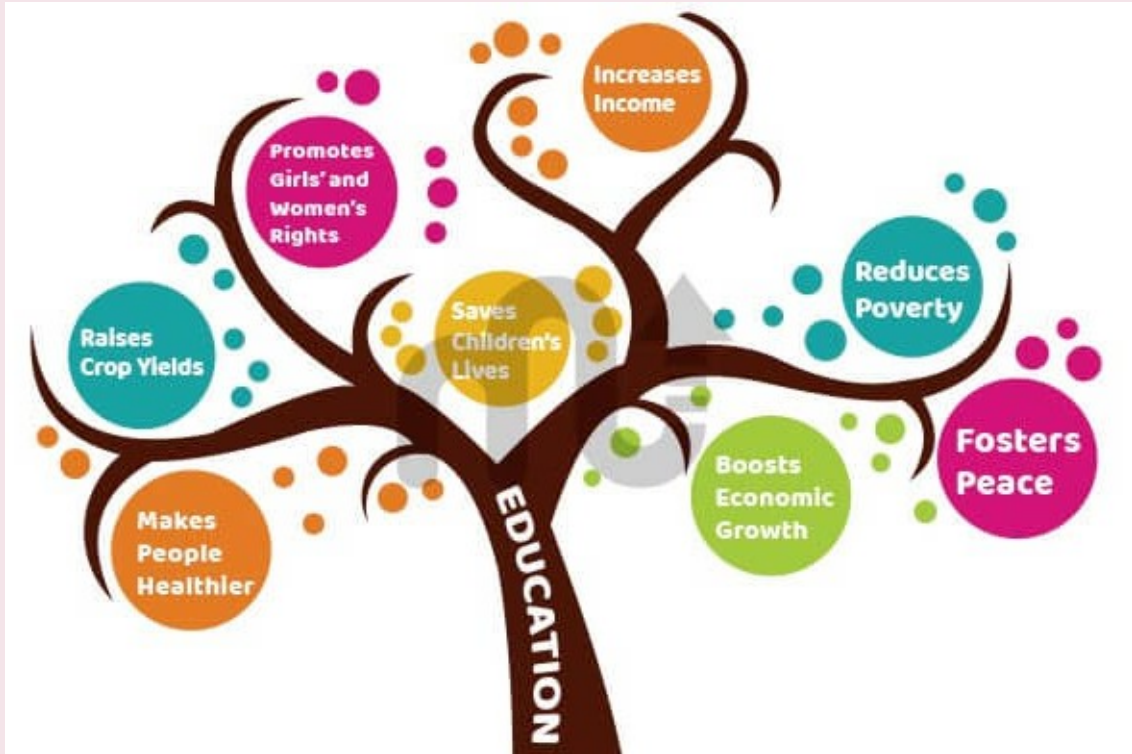 Increases
Income
Promotes
Girls' and
Women's
Rights
Reduces
Poverty
Saves
Children's
Lives
Raises
Crop Yields
Fosters
Peace
Boosts
Economic
Growth
Makes
People
Healthier
EDUCATION